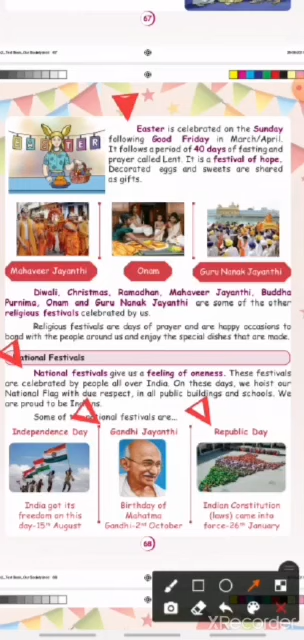 67
Easter is celebrated on the Sunday
following Good Friday in March/April.
It follows a period of 40 days of fasting and
prayer called Lent. It is a festival of hope.
Decorated eggs and sweets are shared
as gifts.
EASTER
Mahaveer Jayanthi
Onam
Guru Nanak Jayanthi
Diwali, Christmas, Ramadhan, Mahaveer Jayanthi, Buddha
Purnima, Onam and Guru Nanak Jayanthi are some of the other
religious festivals celebrated by us.
Religious festivals are days of prayer and are happy occasions to
bond with the people around us and enjoy the special dishes that are made.
National Festivals
National festivals give us a feeling of oneness. These festivals
are celebrated by people all over India. On these days, we hoist our
National Flag with due respect, in all public buildings and schools. We
are proud to be
Some of national festivals are...
Independence Day
Gandhi Jayanthi
Republic Day
India got its
freedom on this
day-15th August
Birthday of
Mahatma
Gandhi-2nd October
Indian Constitution
(laws) came into
force-26th January
68
XRecorder